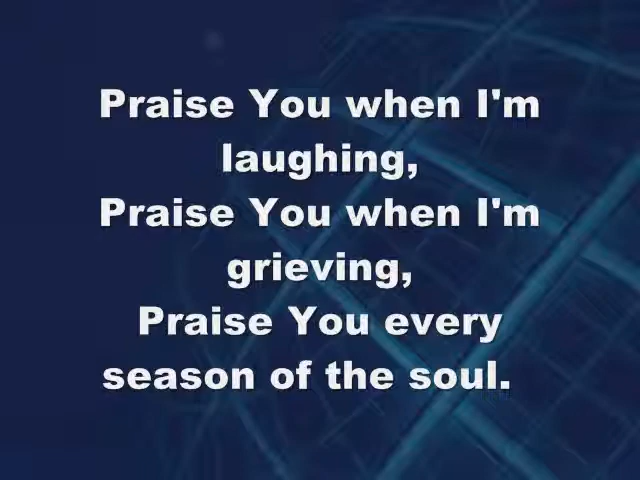 Praise You when I'm
laughing,
Praise You when I'm
grieving,
Praise You every
season of the soul.